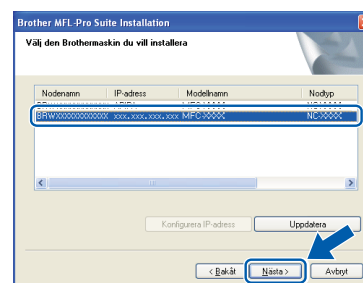 Brother MFL-Pro Suite Installation
Välj den Brothermaskin du vill installera
Nodenamn IP-adress Modellnamn Nodtyp
BRWXXXXXXXXXXXX xxx.xxx.xxx.xxx MFC-XXXX NC-XXXX
Konfigurera IP-adress Uppdatera
< Bakåt Nästa > Avbryt